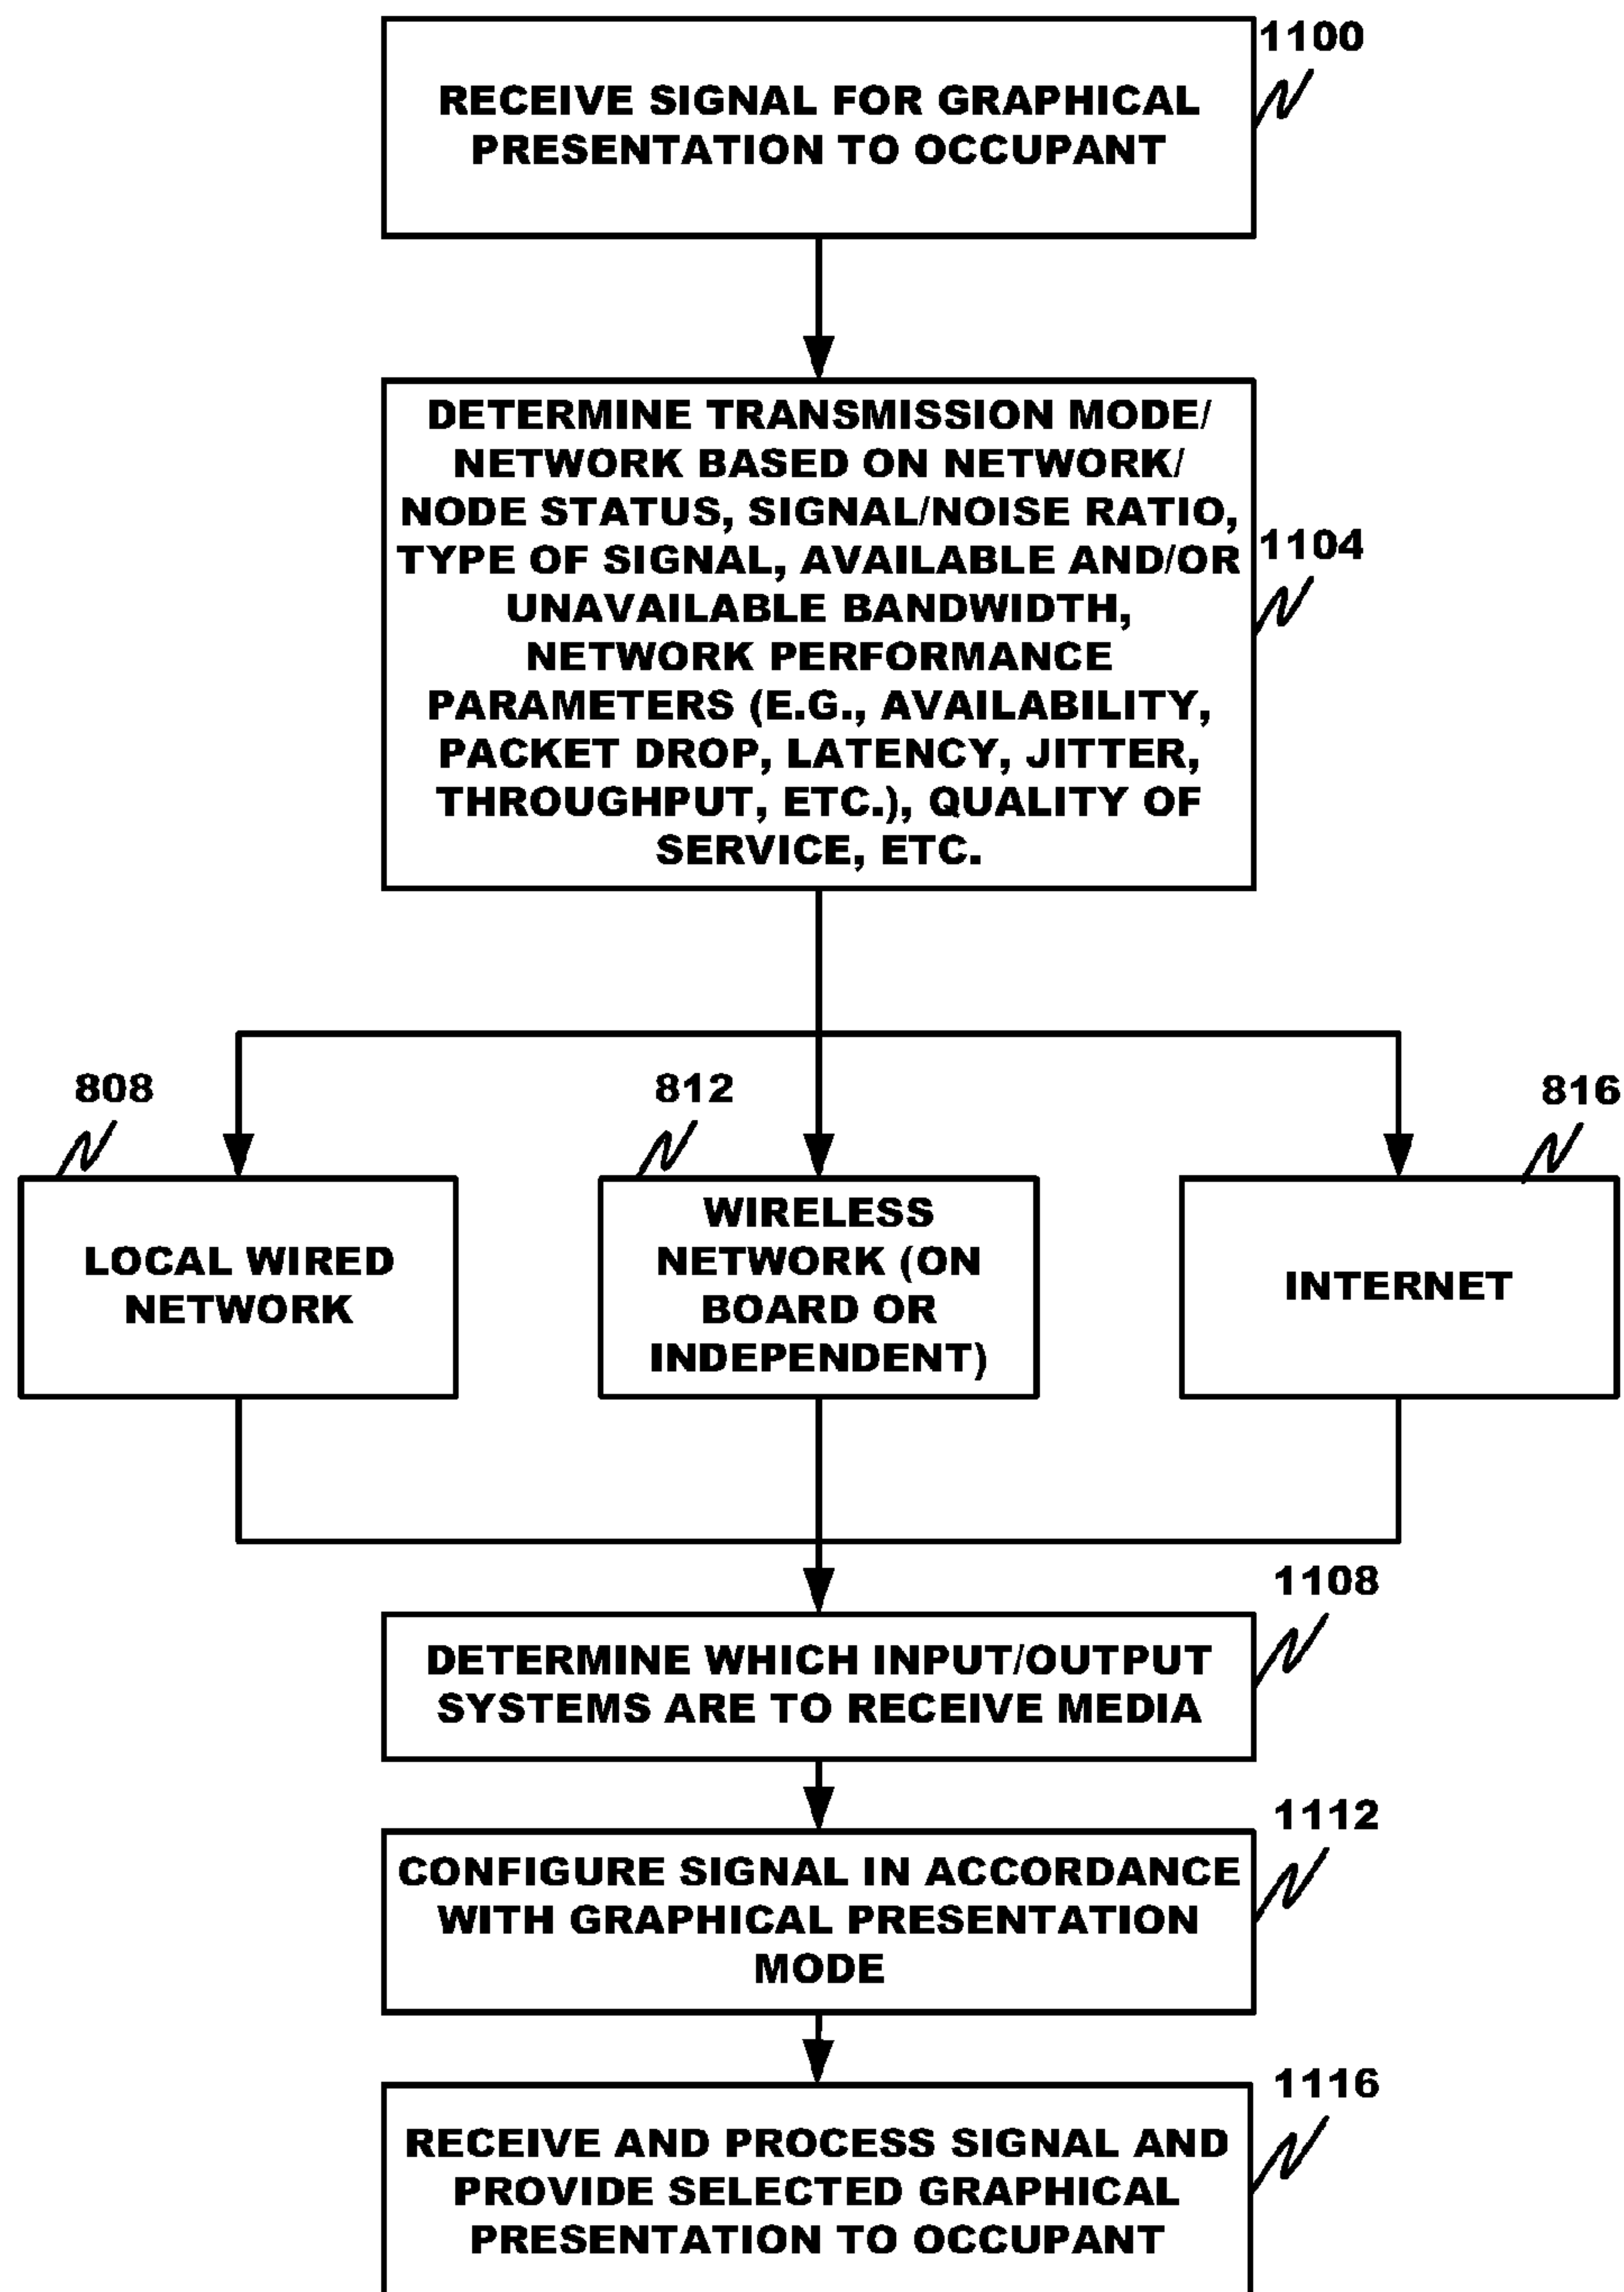 1100
RECEIVE SIGNAL FOR GRAPHICAL
PRESENTATION TO OCCUPANT
DETERMINE TRANSMISSION MODE/
NETWORK BASED ON NETWORK/
NODE STATUS, SIGNAL/NOISE RATIO,
TYPE OF SIGNAL, AVAILABLE AND/OR
UNAVAILABLE BANDWIDTH,
NETWORK PERFORMANCE
PARAMETERS (E.G., AVAILABILITY,
PACKET DROP, LATENCY, JITTER,
THROUGHPUT, ETC.), QUALITY OF
SERVICE, ETC.
1104
808
LOCAL WIRED
NETWORK
812
WIRELESS
NETWORK (ON
BOARD OR
INDEPENDENT)
816
INTERNET
1108
DETERMINE WHICH INPUT/OUTPUT
SYSTEMS ARE TO RECEIVE MEDIA
1112
CONFIGURE SIGNAL IN ACCORDANCE
WITH GRAPHICAL PRESENTATION
MODE
1116
RECEIVE AND PROCESS SIGNAL AND
PROVIDE SELECTED GRAPHICAL
PRESENTATION TO OCCUPANT